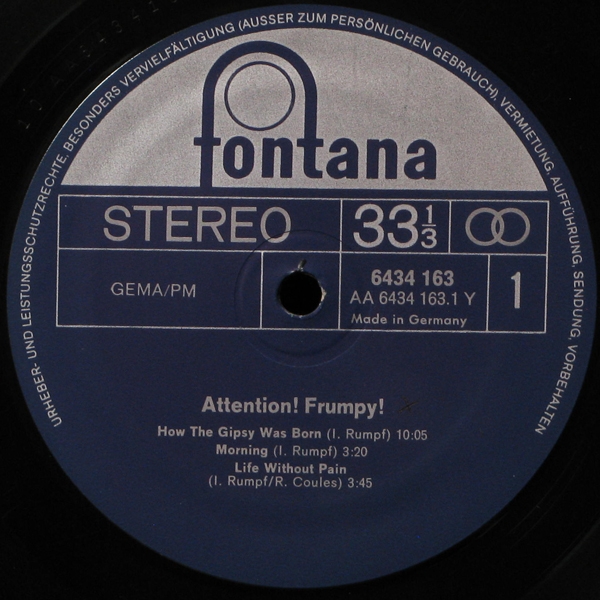 URHEBER- UND LEISTUNGSSCHUTZRECHTE, BESONDERS VERVIELFÄLTIGUNG (AUSSER ZUM PERSÖNLICHEN GEBRAUCH), VERMIETUNG, AUFFÜHRUNG, SENDUNG, VORBEHALTEN
fontana
STEREO 33 1/3
GEMA/PM
6434 163
AA 6434 163.1 Y
Made in Germany
1
Attention! Frumpy!
How The Gipsy Was Born (I. Rumpf) 10:05
Morning (I. Rumpf) 3:20
Life Without Pain
(I. Rumpf/R. Coules) 3:45